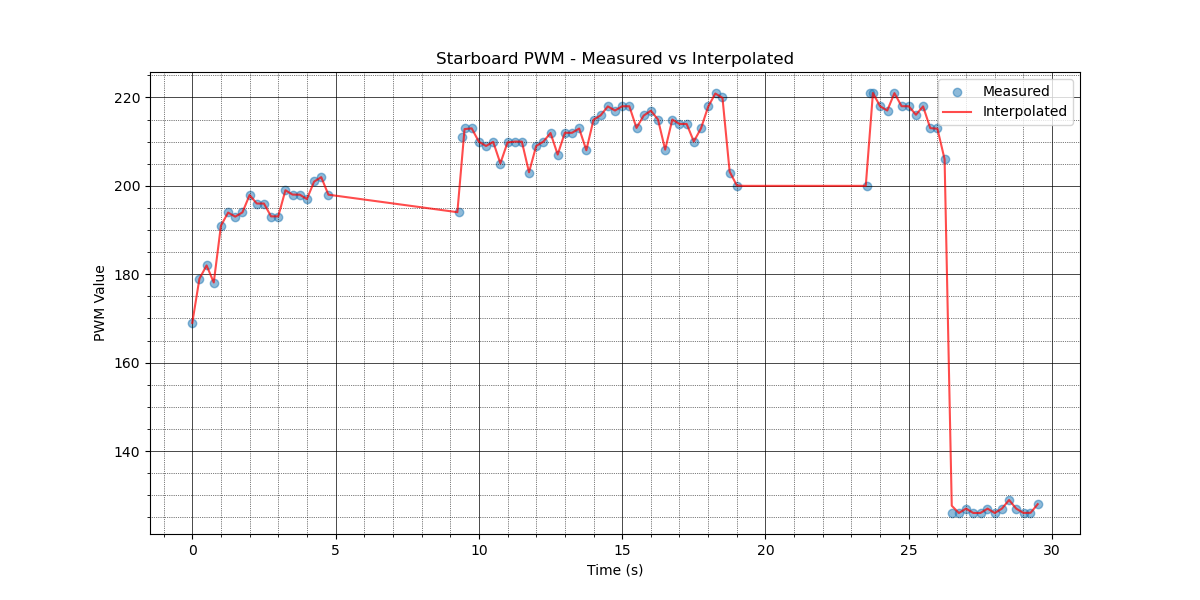 Starboard PWM - Measured vs Interpolated
Measured
Interpolated
PWM Value
220
200
180
160
140
0
5
10
15
20
25
30
Time (s)